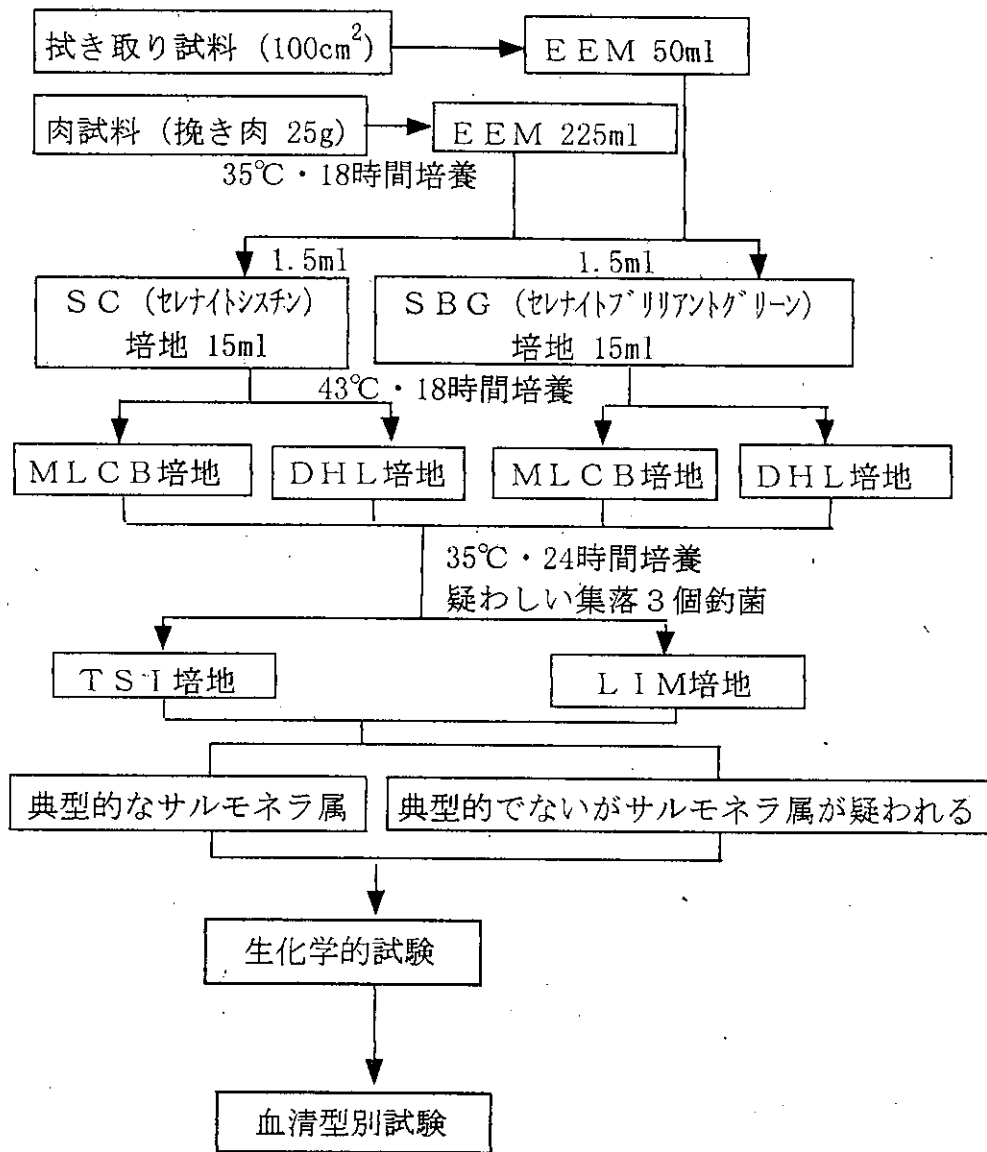 拭き取り試料 (100cm²)
ＥＥＭ 50ml
肉試料 (挽き肉 25g)
ＥＥＭ 225ml
35℃・18時間培養
1.5ml
1.5ml
ＳＣ (ｾﾚﾅｲﾄｼｽﾁﾝ)
培地 15ml
ＳＢＧ (ｾﾚﾅｲﾄﾌﾞﾘﾘｱﾝﾄｸﾞﾘｰﾝ)
培地 15ml
43℃・18時間培養
ＭＬＣＢ培地
ＤＨＬ培地
ＭＬＣＢ培地
ＤＨＬ培地
35℃・24時間培養
疑わしい集落３個釣菌
ＴＳＩ培地
ＬＩＭ培地
典型的なサルモネラ属
典型的でないがサルモネラ属が疑われる
生化学的試験
血清型別試験